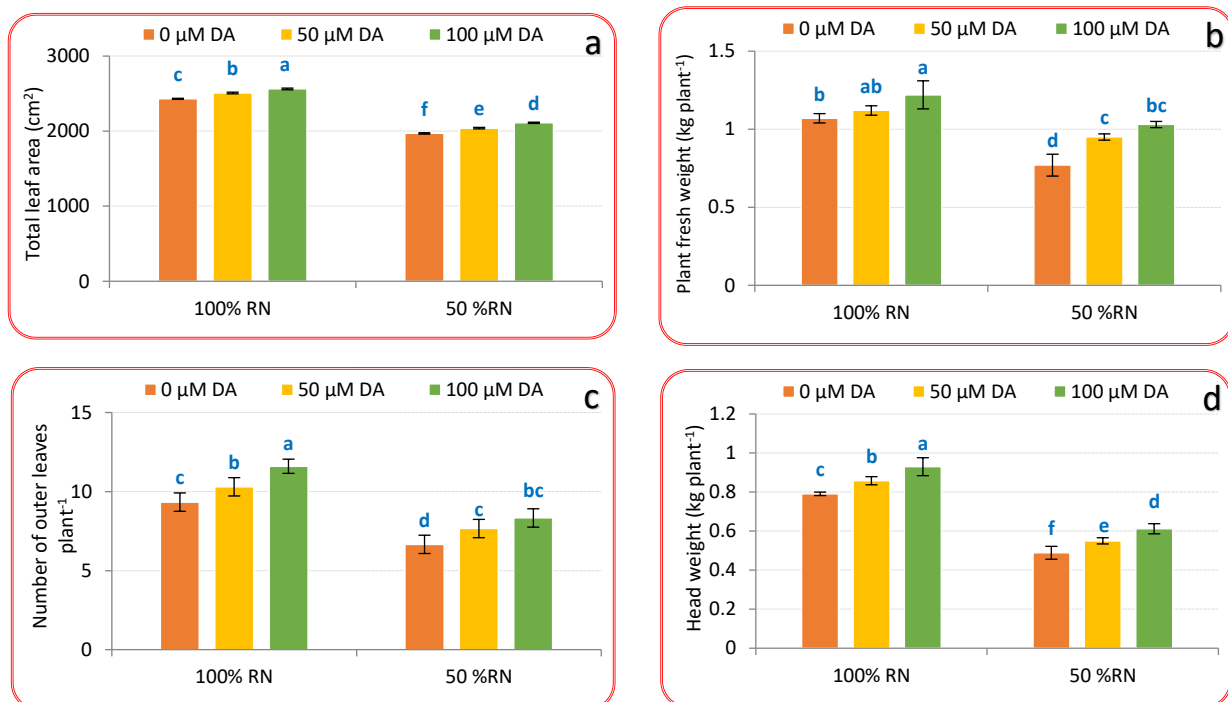 0 µM DA 50 µM DA 100 µM DA a
Total leaf area (cm²)
3000
2000
1000
0
c b a f e d
100% RN 50 %RN
0 µM DA 50 µM DA 100 µM DA b
Plant fresh weight (kg plant⁻¹)
1.5
1
0.5
0
b ab a d c bc
100% RN 50 %RN
0 µM DA 50 µM DA 100 µM DA c
Number of outer leaves
plant⁻¹
15
10
5
0
c b a d c bc
100% RN 50 %RN
0 µM DA 50 µM DA 100 µM DA d
Head weight (kg plant⁻¹)
1.2
1
0.8
0.6
0.4
0.2
0
c b a f e d
100% RN 50 %RN